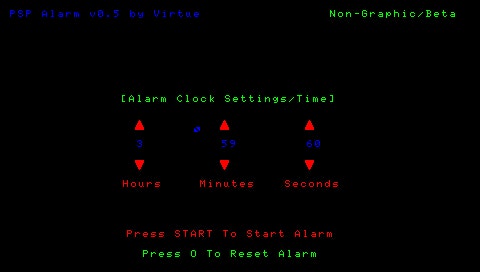 PSP Alarm v0.5 by Virtue
Non-Graphic/Beta
[Alarm Clock Settings/Time]
3 59 60
Hours Minutes Seconds
Press START To Start Alarm
Press O To Reset Alarm